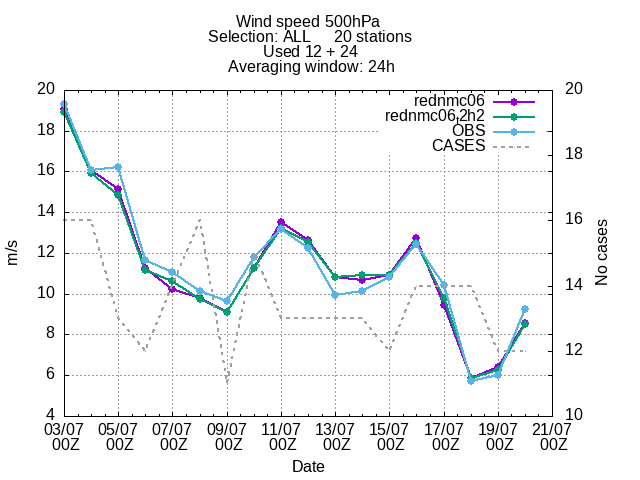 Wind speed 500hPa
Selection: ALL 20 stations
Used 12 + 24
Averaging window: 24h
rednmc06
rednmc06,2h2
OBS
CASES
20
18
16
14
12
10
8
6
4
m/s
20
18
16
14
12
10
No cases
03/07 05/07 07/07 09/07 11/07 13/07 15/07 17/07 19/07 21/07
00Z 00Z 00Z 00Z 00Z 00Z 00Z 00Z 00Z 00Z
Date